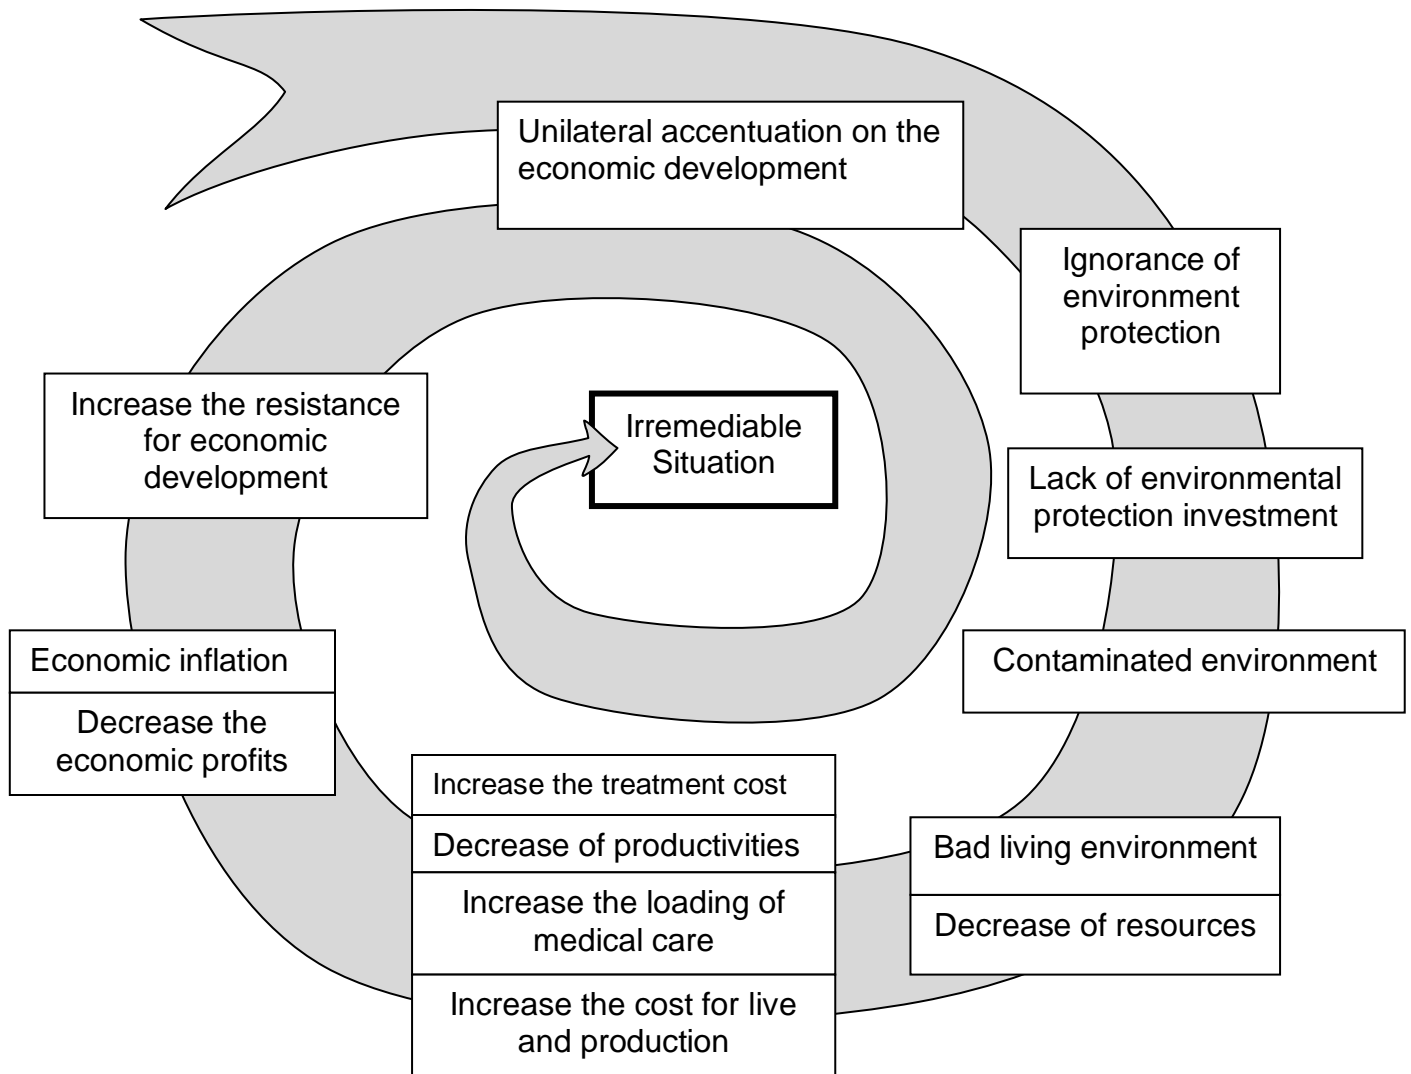 Unilateral accentuation on the
economic development
Ignorance of
environment
protection
Lack of environmental
protection investment
Contaminated environment
Bad living environment
Decrease of resources
Increase the treatment cost
Decrease of productivities
Increase the loading of
medical care
Increase the cost for live
and production
Economic inflation
Decrease the
economic profits
Increase the resistance
for economic
development
Irremediable
Situation